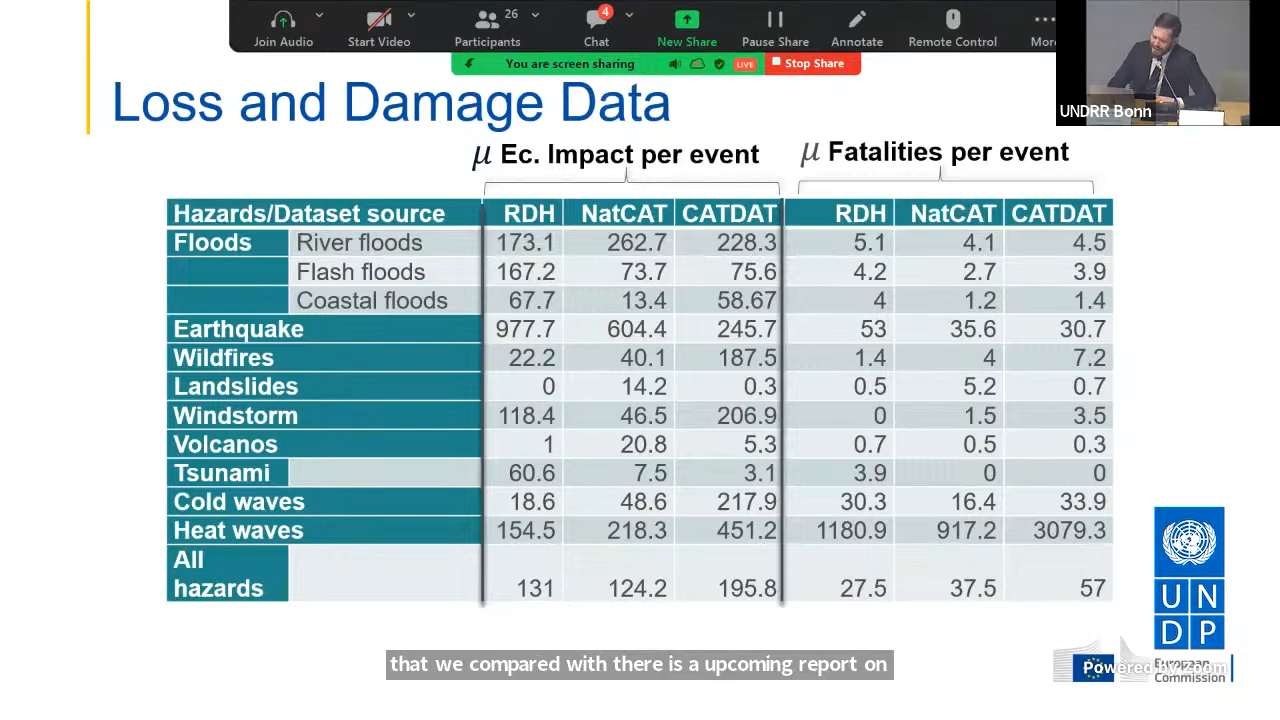 26
4
Join Audio Start Video Participants Chat New Share Pause Share Annotate Remote Control More
You are screen sharing LIVE Stop Share
UNDRR Bonn
Loss and Damage Data
μ Ec. Impact per event μ Fatalities per event
Hazards/Dataset source RDH NatCAT CATDAT RDH NatCAT CATDAT
Floods River floods 173.1 262.7 228.3 5.1 4.1 4.5
Flash floods 167.2 73.7 75.6 4.2 2.7 3.9
Coastal floods 67.7 13.4 58.67 4 1.2 1.4
Earthquake 977.7 604.4 245.7 53 35.6 30.7
Wildfires 22.2 40.1 187.5 1.4 4 7.2
Landslides 0 14.2 0.3 0.5 5.2 0.7
Windstorm 118.4 46.5 206.9 0 1.5 3.5
Volcanos 1 20.8 5.3 0.7 0.5 0.3
Tsunami 60.6 7.5 3.1 3.9 0 0
Cold waves 18.6 48.6 217.9 30.3 16.4 33.9
Heat waves 154.5 218.3 451.2 1180.9 917.2 3079.3
All
hazards 131 124.2 195.8 27.5 37.5 57
U N
D P
that we compared with there is a upcoming report on
Powered by Zoom
European
Commission